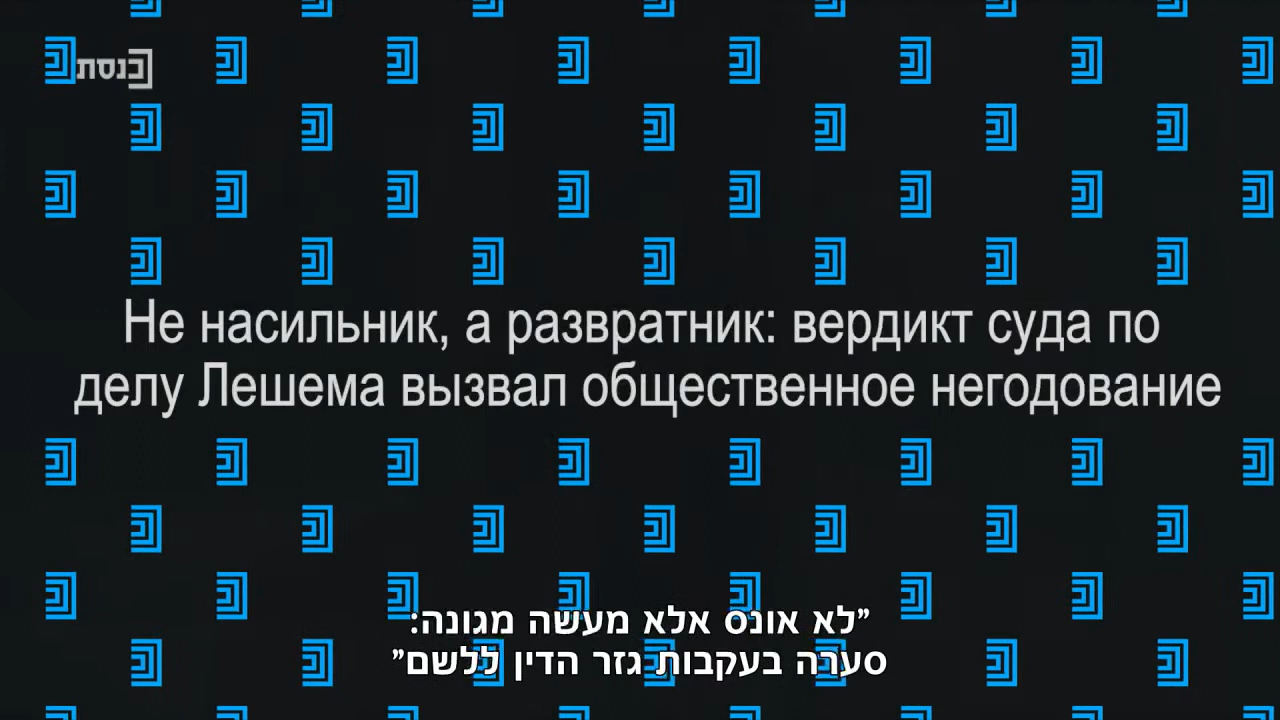 כנסת
Не насильник, а развратник: вердикт суда по
делу Лешема вызвал общественное негодование
"לא אונס אלא מעשה מגונה:
סערה בעקבות גזר הדין ללשם"